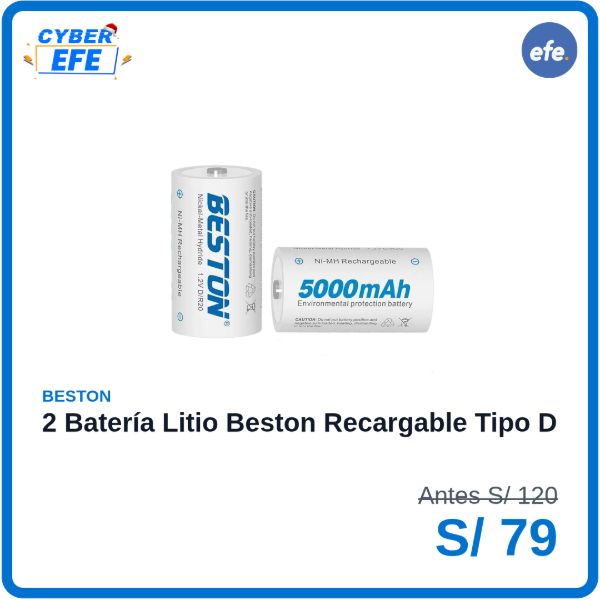 CYBER
EFE
efe.
BESTON®
Nickel-Metal Hydride 1.2V D/R20
Ni-MH Rechargeable
Ni-MH Rechargeable
5000mAh
Environmental protection battery
BESTON
2 Batería Litio Beston Recargable Tipo D
Antes S/ 120
S/ 79